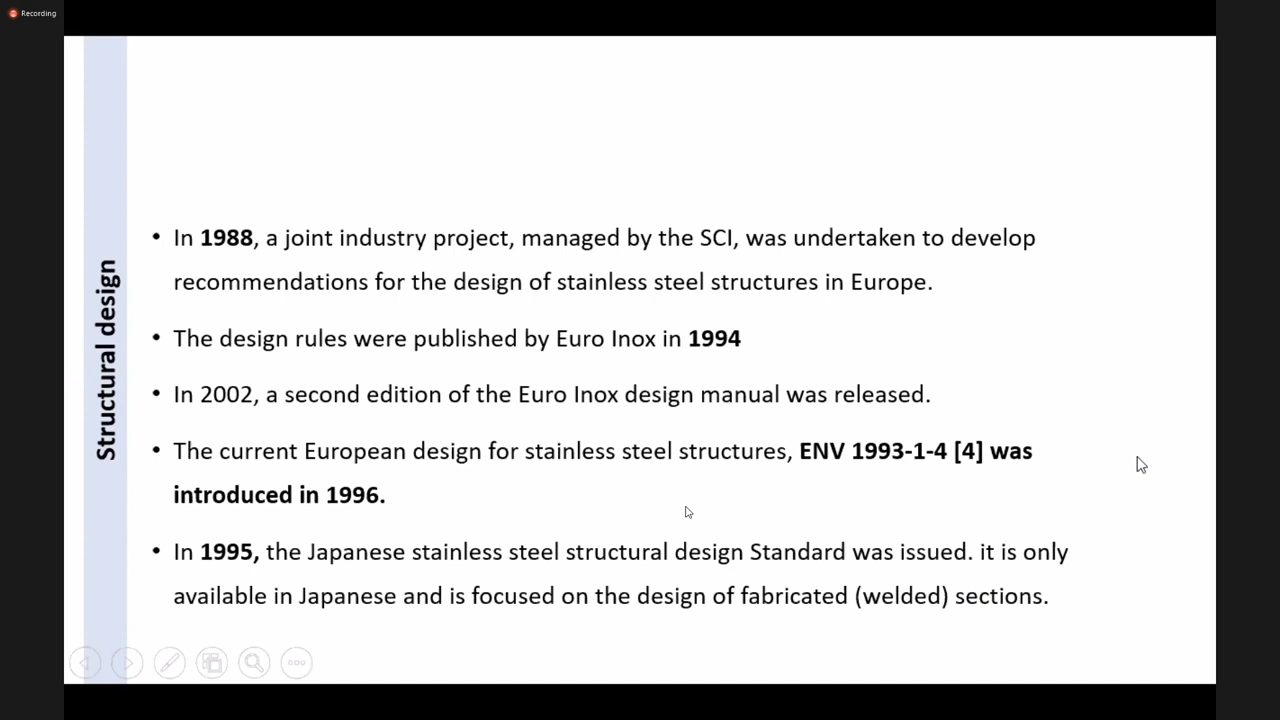 Recording
Structural design
• In 1988, a joint industry project, managed by the SCI, was undertaken to develop
recommendations for the design of stainless steel structures in Europe.
• The design rules were published by Euro Inox in 1994
• In 2002, a second edition of the Euro Inox design manual was released.
• The current European design for stainless steel structures, ENV 1993-1-4 [4] was
introduced in 1996.
• In 1995, the Japanese stainless steel structural design Standard was issued. it is only
available in Japanese and is focused on the design of fabricated (welded) sections.